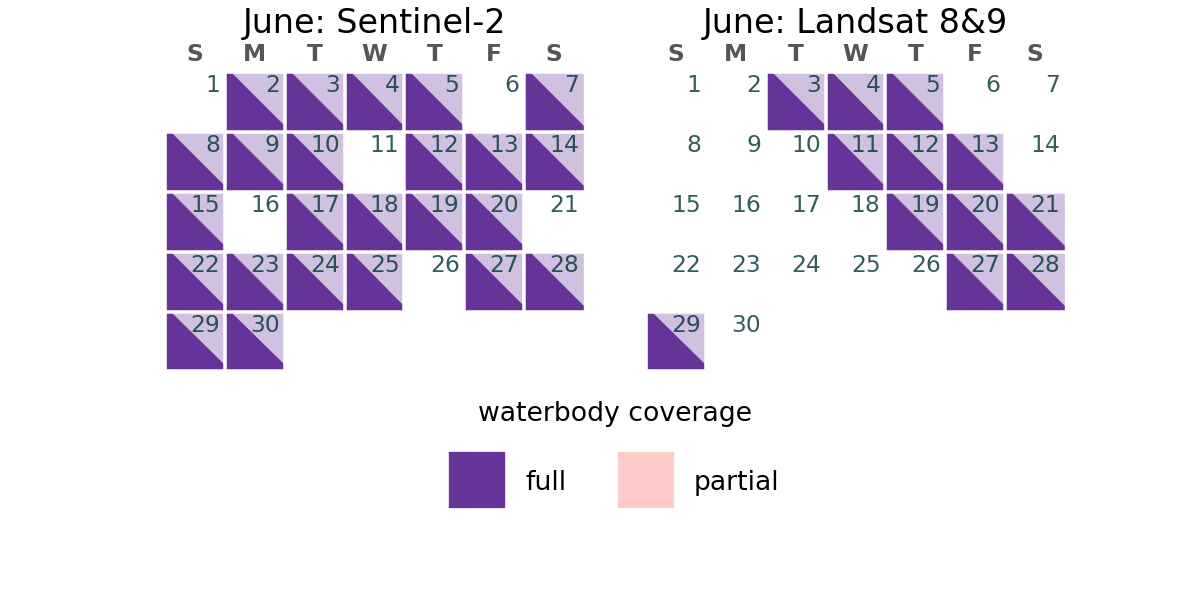 June: Sentinel-2
S M T W T F S
1 2 3 4 5 6 7
8 9 10 11 12 13 14
15 16 17 18 19 20 21
22 23 24 25 26 27 28
29 30
June: Landsat 8&9
S M T W T F S
1 2 3 4 5 6 7
8 9 10 11 12 13 14
15 16 17 18 19 20 21
22 23 24 25 26 27 28
29 30
waterbody coverage
full
partial